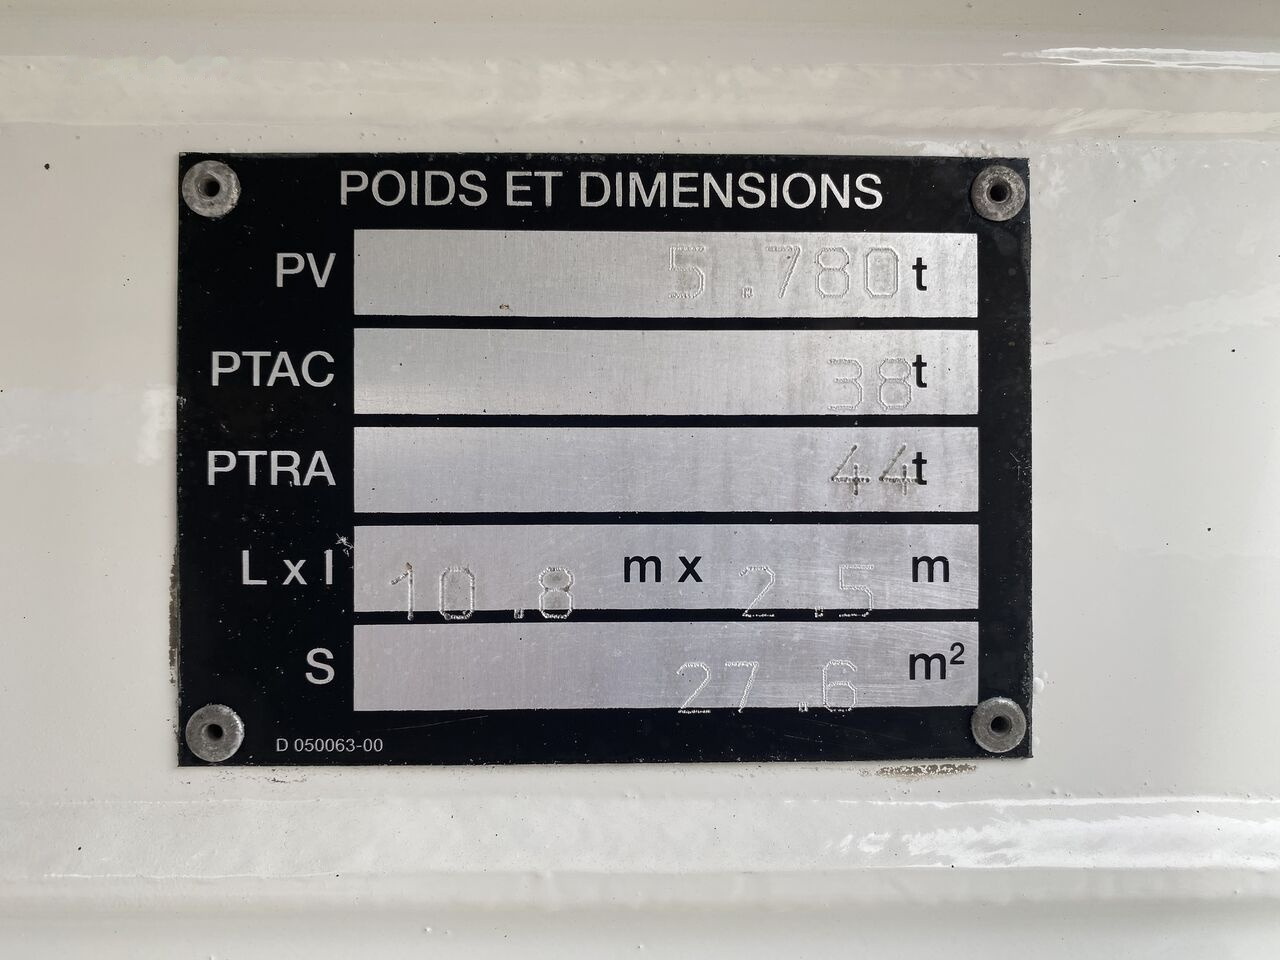 POIDS ET DIMENSIONS
PV 5.780 t
PTAC 38 t
PTRA 44 t
L x l 10.8 m x 2.5 m
S 27.6 m²
D 050063-00